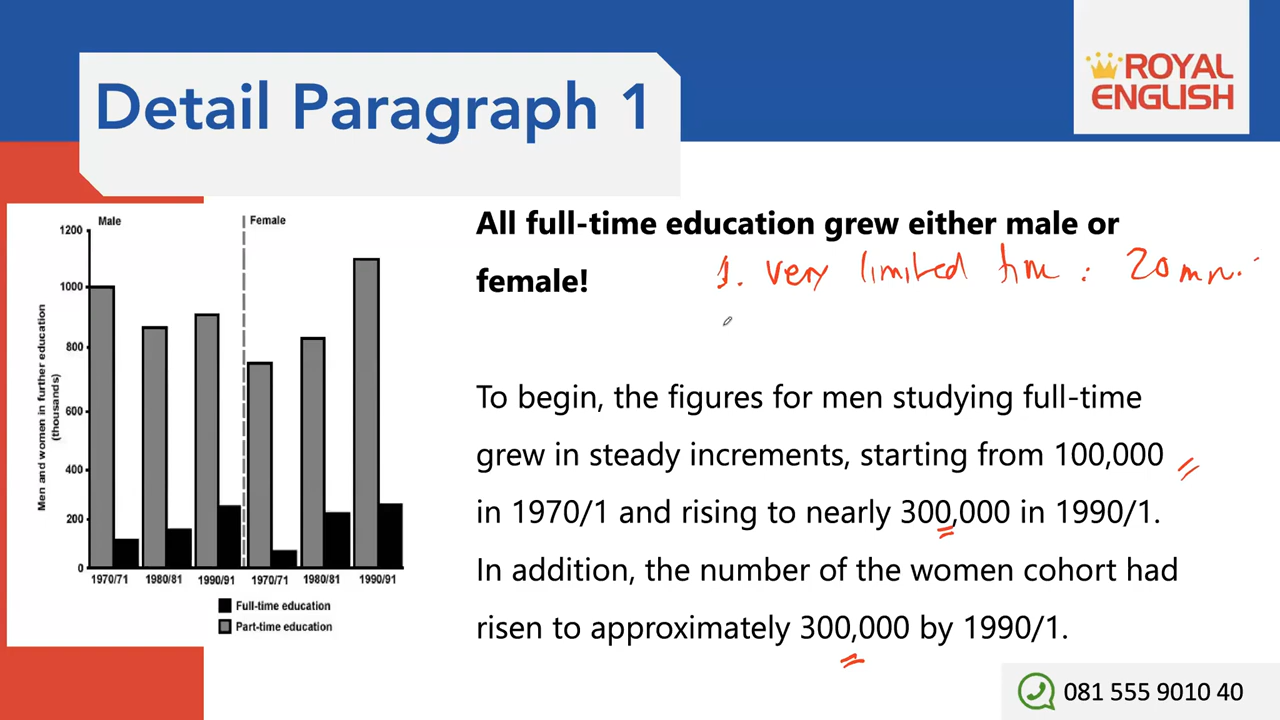 Detail Paragraph 1
ROYAL
ENGLISH
Male
Female
1200
1000
800
600
400
200
0
Men and women in further education
(thousands)
1970/71
1980/81
1990/91
1970/71
1980/81
1990/91
Full-time education
Part-time education
All full-time education grew either male or
female!
1. very limited time : 20 mn.
To begin, the figures for men studying full-time
grew in steady increments, starting from 100,000
in 1970/1 and rising to nearly 300,000 in 1990/1.
In addition, the number of the women cohort had
risen to approximately 300,000 by 1990/1.
081 555 9010 40